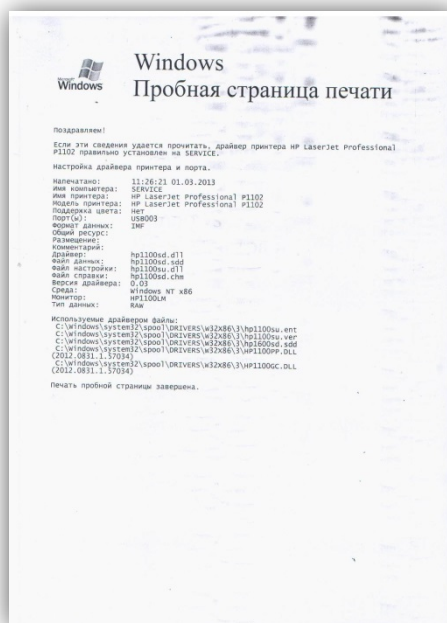 Microsoft
Windows
Windows
Пробная страница печати
Поздравляем!
Если эти сведения удается прочитать, драйвер принтера HP LaserJet Professional
P1102 правильно установлен на SERVICE.
Настройка драйвера принтера и порта.
Напечатано: 11:26:21 01.03.2013
Имя компьютера: SERVICE
Имя принтера: HP LaserJet Professional P1102
Модель принтера: HP LaserJet Professional P1102
Поддержка цвета: Нет
Порт(ы): USB003
Формат данных: IMF
Общий ресурс:
Размещение:
Комментарий:
Драйвер: hp1100sd.dll
Файл данных: hp1100sd.sdd
Файл настройки: hp1100su.dll
Файл справки: hp1100sd.chm
Версия драйвера: 0.03
Среда: Windows NT x86
Монитор: HP1100LM
Тип данных: RAW
Используемые драйвером файлы:
C:\Windows\system32\spool\DRIVERS\W32X86\3\hp1100su.ent
C:\Windows\system32\spool\DRIVERS\W32X86\3\hp1100su.ver
C:\Windows\system32\spool\DRIVERS\W32X86\3\hp1600sd.sdd
C:\Windows\system32\spool\DRIVERS\W32X86\3\HP1100PP.DLL
(2012.0831.1.57034)
C:\Windows\system32\spool\DRIVERS\W32X86\3\HP1100GC.DLL
(2012.0831.1.57034)
Печать пробной страницы завершена.